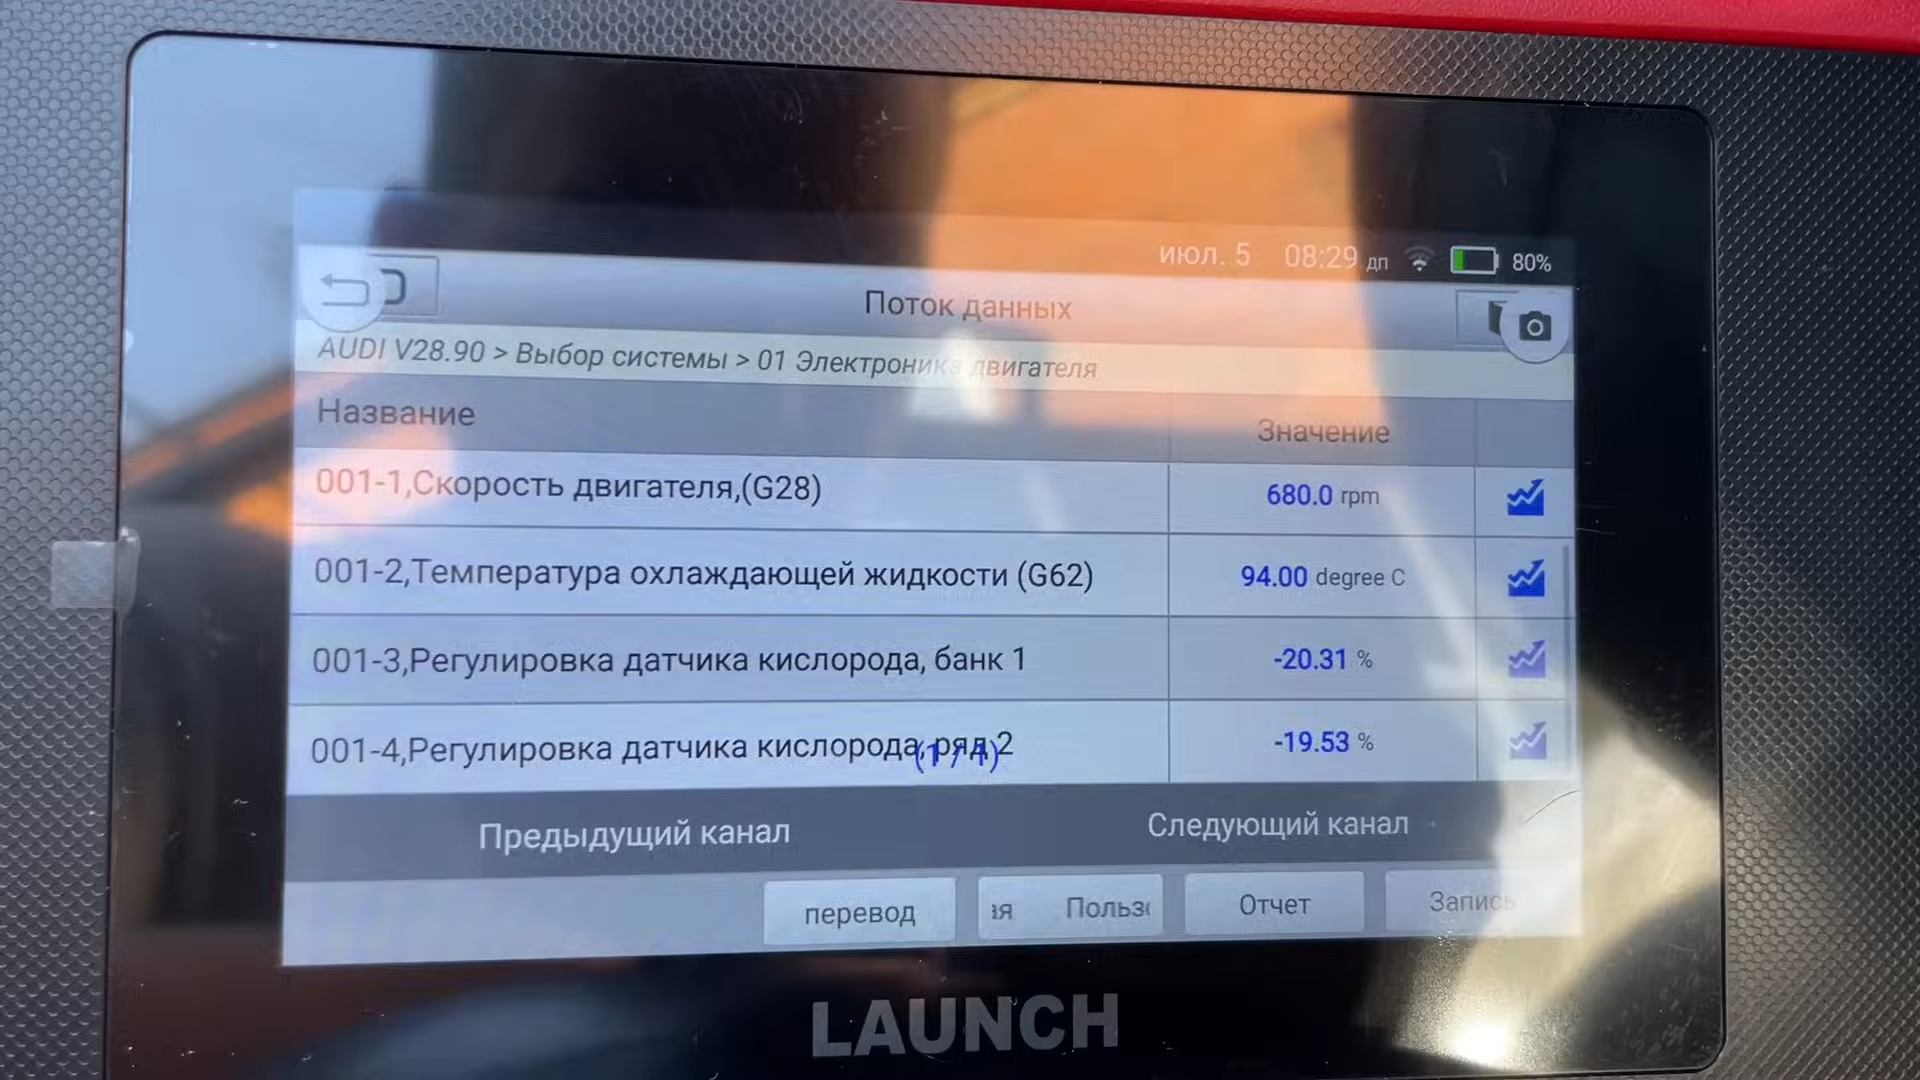 июл. 5 08:29 дп 80%
Поток данных
AUDI V28.90 > Выбор системы > 01 Электроника двигателя
Название Значение
001-1,Скорость двигателя,(G28) 680.0 rpm
001-2,Температура охлаждающей жидкости (G62) 94.00 degree C
001-3,Регулировка датчика кислорода, банк 1 -20.31 %
001-4,Регулировка датчика кислорода, ряд 2 -19.53 %
(1 / 1)
Предыдущий канал Следующий канал
перевод ая Польз Отчет Запись
LAUNCH